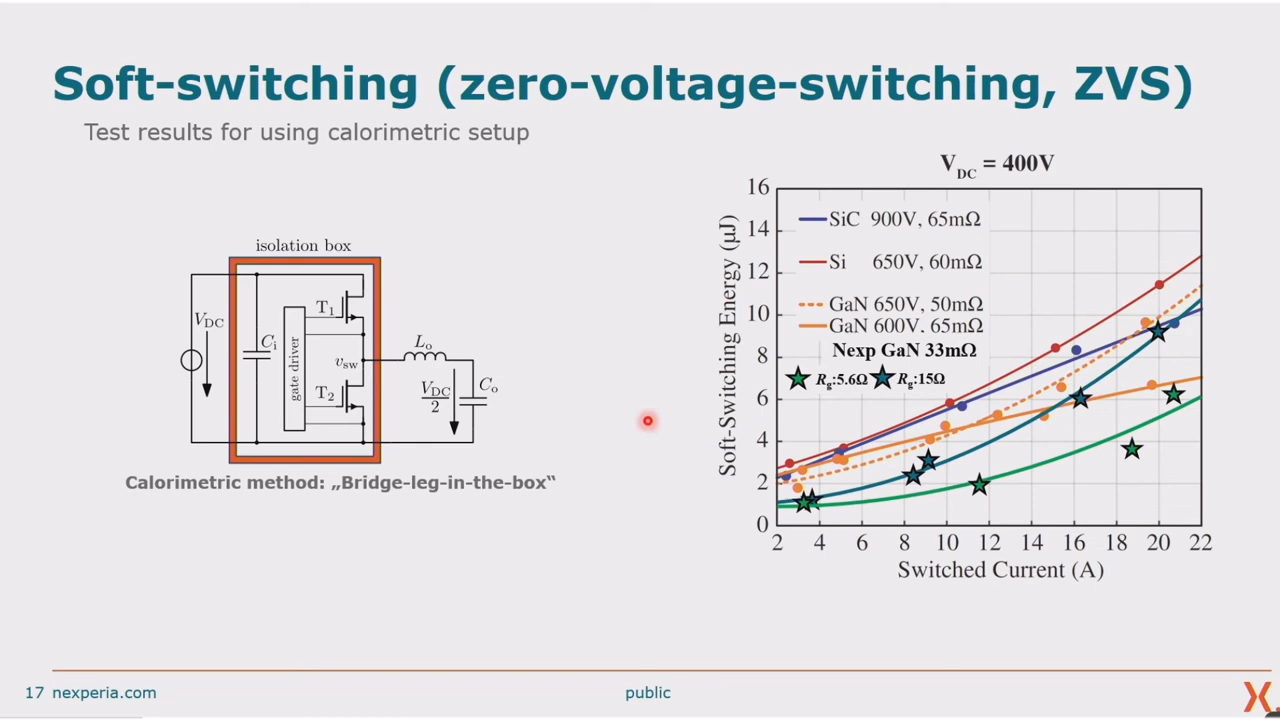 Soft-switching (zero-voltage-switching, ZVS)
Test results for using calorimetric setup
isolation box
V_DC
C_i
gate driver
T_1
v_sw
T_2
L_o
V_DC
2
C_o
Calorimetric method: „Bridge-leg-in-the-box“
V_DC = 400V
Soft-Switching Energy (µJ)
16
14
12
10
8
6
4
2
0
SiC 900V, 65mΩ
Si 650V, 60mΩ
GaN 650V, 50mΩ
GaN 600V, 65mΩ
Nexp GaN 33mΩ
R_g:5.6Ω R_g:15Ω
2 4 6 8 10 12 14 16 18 20 22
Switched Current (A)
17 nexperia.com public